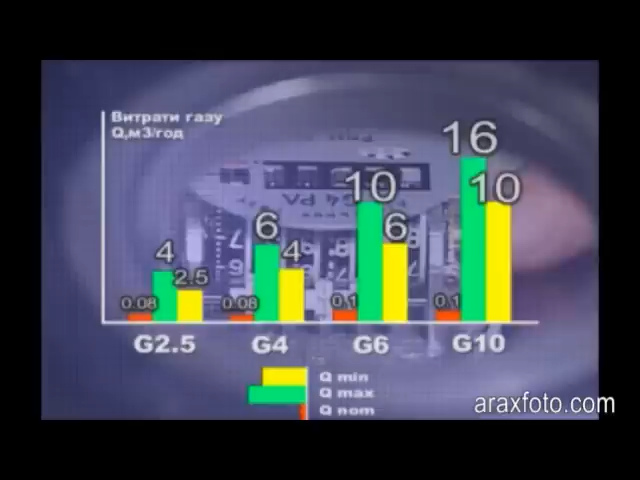 Витрати газу
Q,м3/год
0.08 4 2.5
0.08 6 4
0.1 10 6
0.1 16 10
G2.5 G4 G6 G10
Q min
Q max
Q nom
araxfoto.com